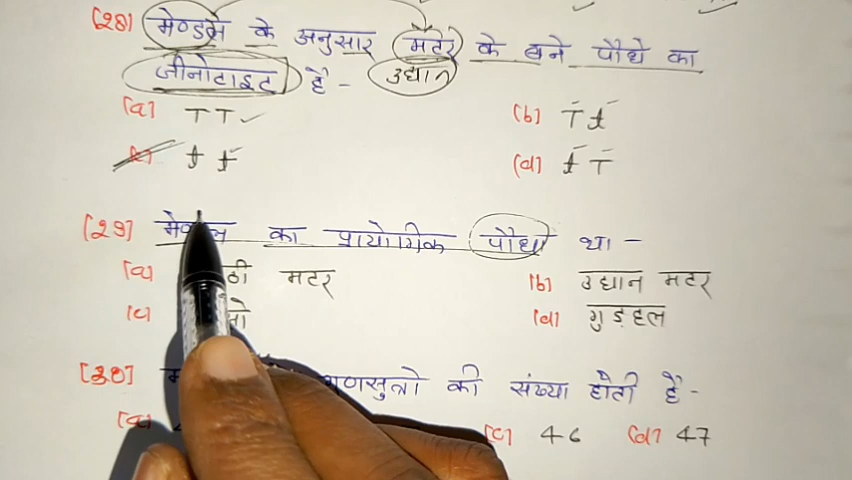 [28] मेण्डल के अनुसार मटर के बने पौधे का
जीनोटाइट है - उद्यान
(a) TT (b) Tt
(c) tt (d) tT
[29] मेण्डल का प्रायोगिक पौधा था -
(a) मटर (b) उद्यान मटर
(c) (d) गुड़हल
[30] गुणसुत्रो की संख्या होती है -
(a) (c) 46 (d) 47